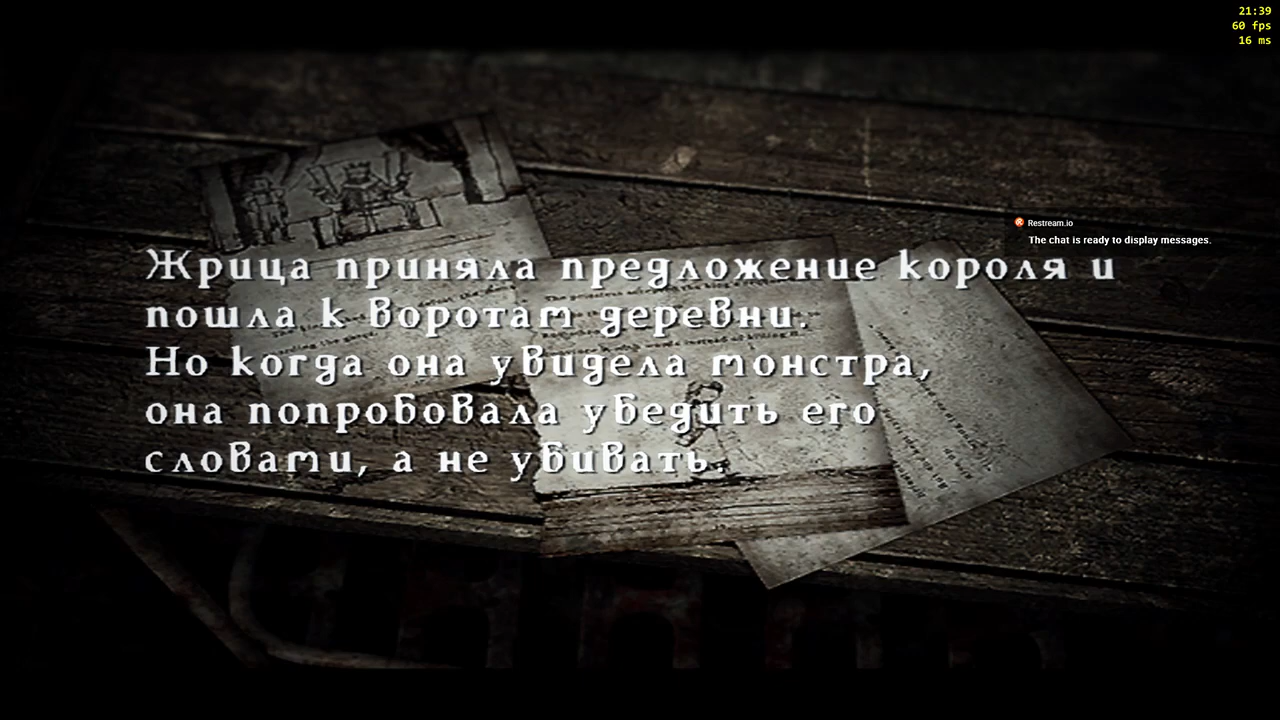 21:39
60 fps
16 ms
Restream.io
The chat is ready to display messages.
Жрица приняла предложение короля и
пошла к воротам деревни.
Но когда она увидела монстра,
она попробовала убедить его
словами, а не убивать.